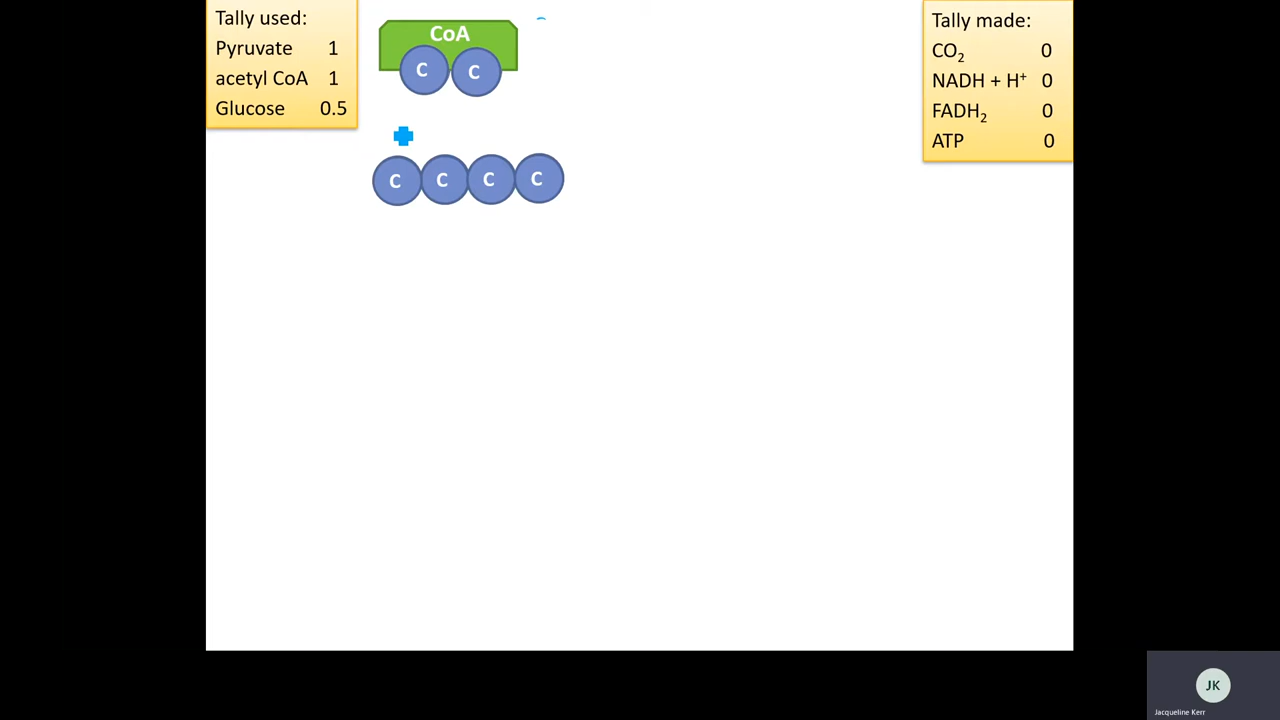 Tally used:
Pyruvate 1
acetyl CoA 1
Glucose 0.5
CoA
C C
C C C C
Tally made:
CO₂ 0
NADH + H⁺ 0
FADH₂ 0
ATP 0
JK
Jacqueline Kerr